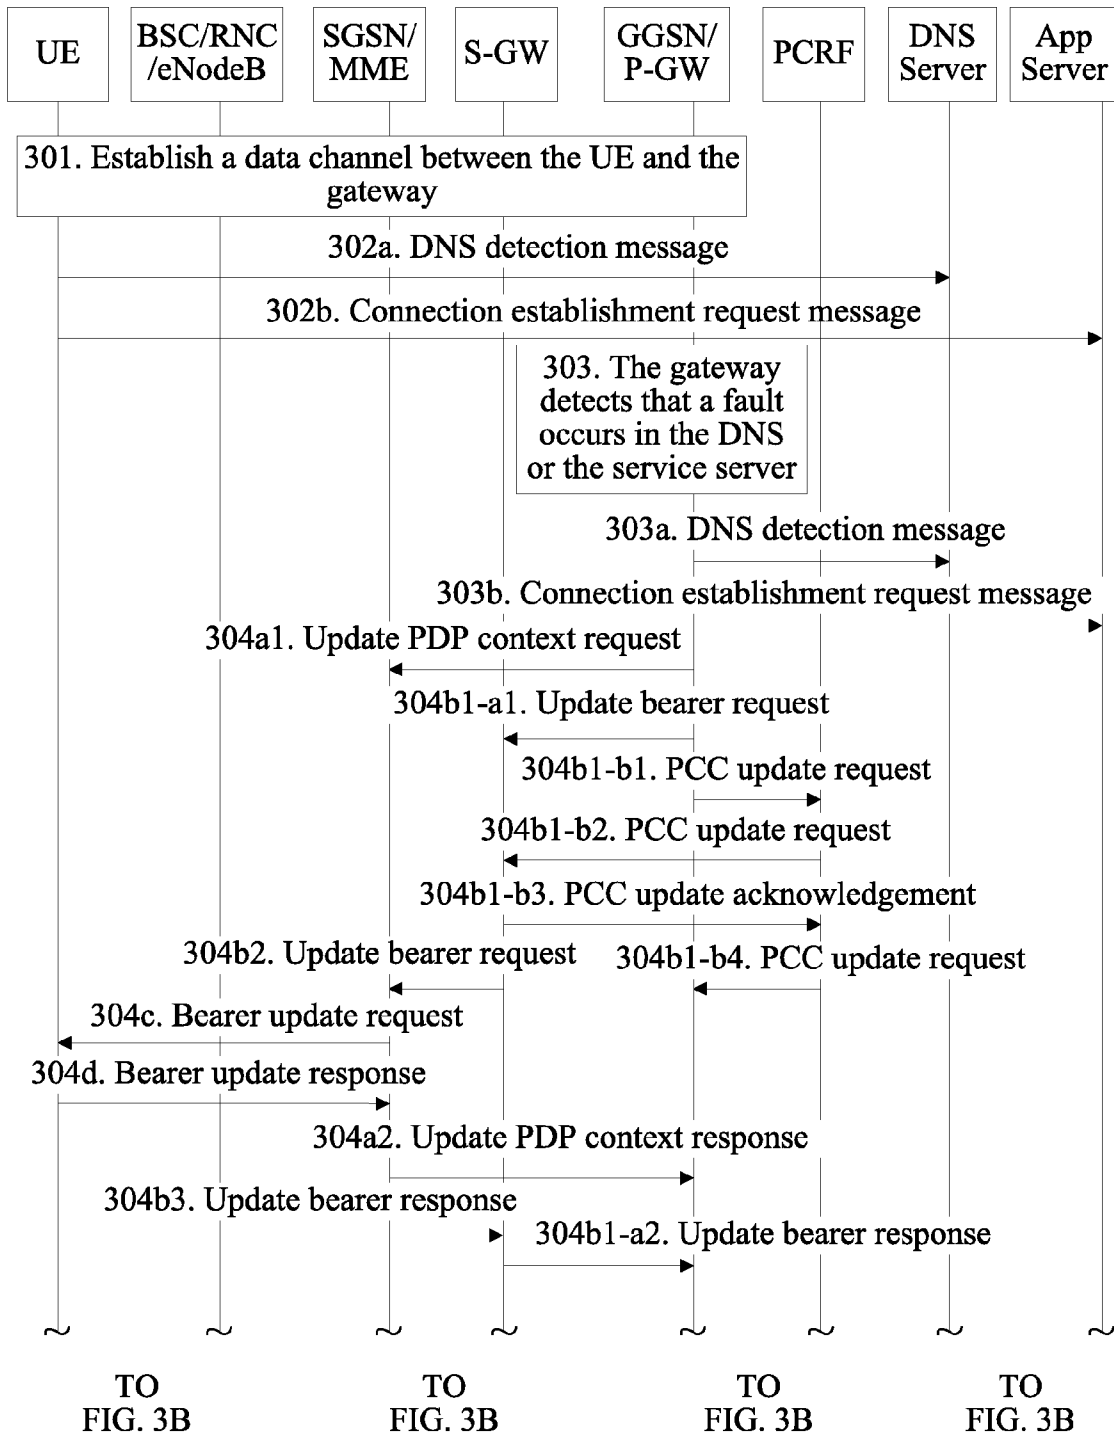 UE
BSC/RNC
/eNodeB
SGSN/
MME
S-GW
GGSN/
P-GW
PCRF
DNS
Server
App
Server
301. Establish a data channel between the UE and the
gateway
302a. DNS detection message
302b. Connection establishment request message
303. The gateway
detects that a fault
occurs in the DNS
or the service server
303a. DNS detection message
303b. Connection establishment request message
304a1. Update PDP context request
304b1-a1. Update bearer request
304b1-b1. PCC update request
304b1-b2. PCC update request
304b1-b3. PCC update acknowledgement
304b2. Update bearer request
304b1-b4. PCC update request
304c. Bearer update request
304d. Bearer update response
304a2. Update PDP context response
304b3. Update bearer response
304b1-a2. Update bearer response
TO
FIG. 3B
TO
FIG. 3B
TO
FIG. 3B
TO
FIG. 3B